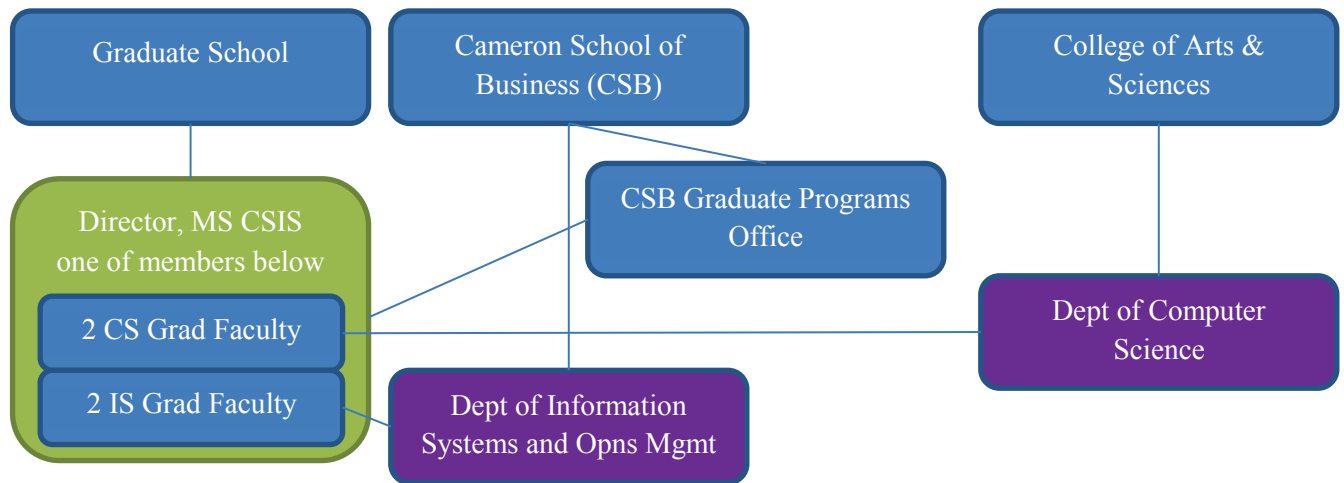 Graduate School
Cameron School of
Business (CSB)
College of Arts &
Sciences
CSB Graduate Programs
Office
Director, MS CSIS
one of members below
2 CS Grad Faculty
2 IS Grad Faculty
Dept of Information
Systems and Opns Mgmt
Dept of Computer
Science